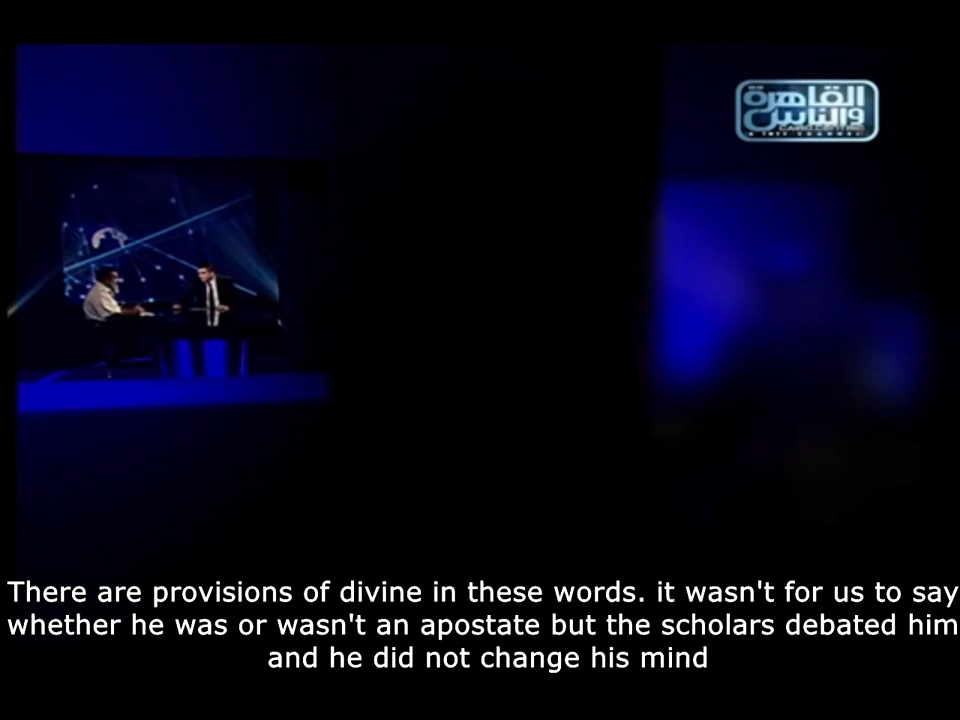 القاهرة
والناس
There are provisions of divine in these words. it wasn't for us to say
whether he was or wasn't an apostate but the scholars debated him
and he did not change his mind